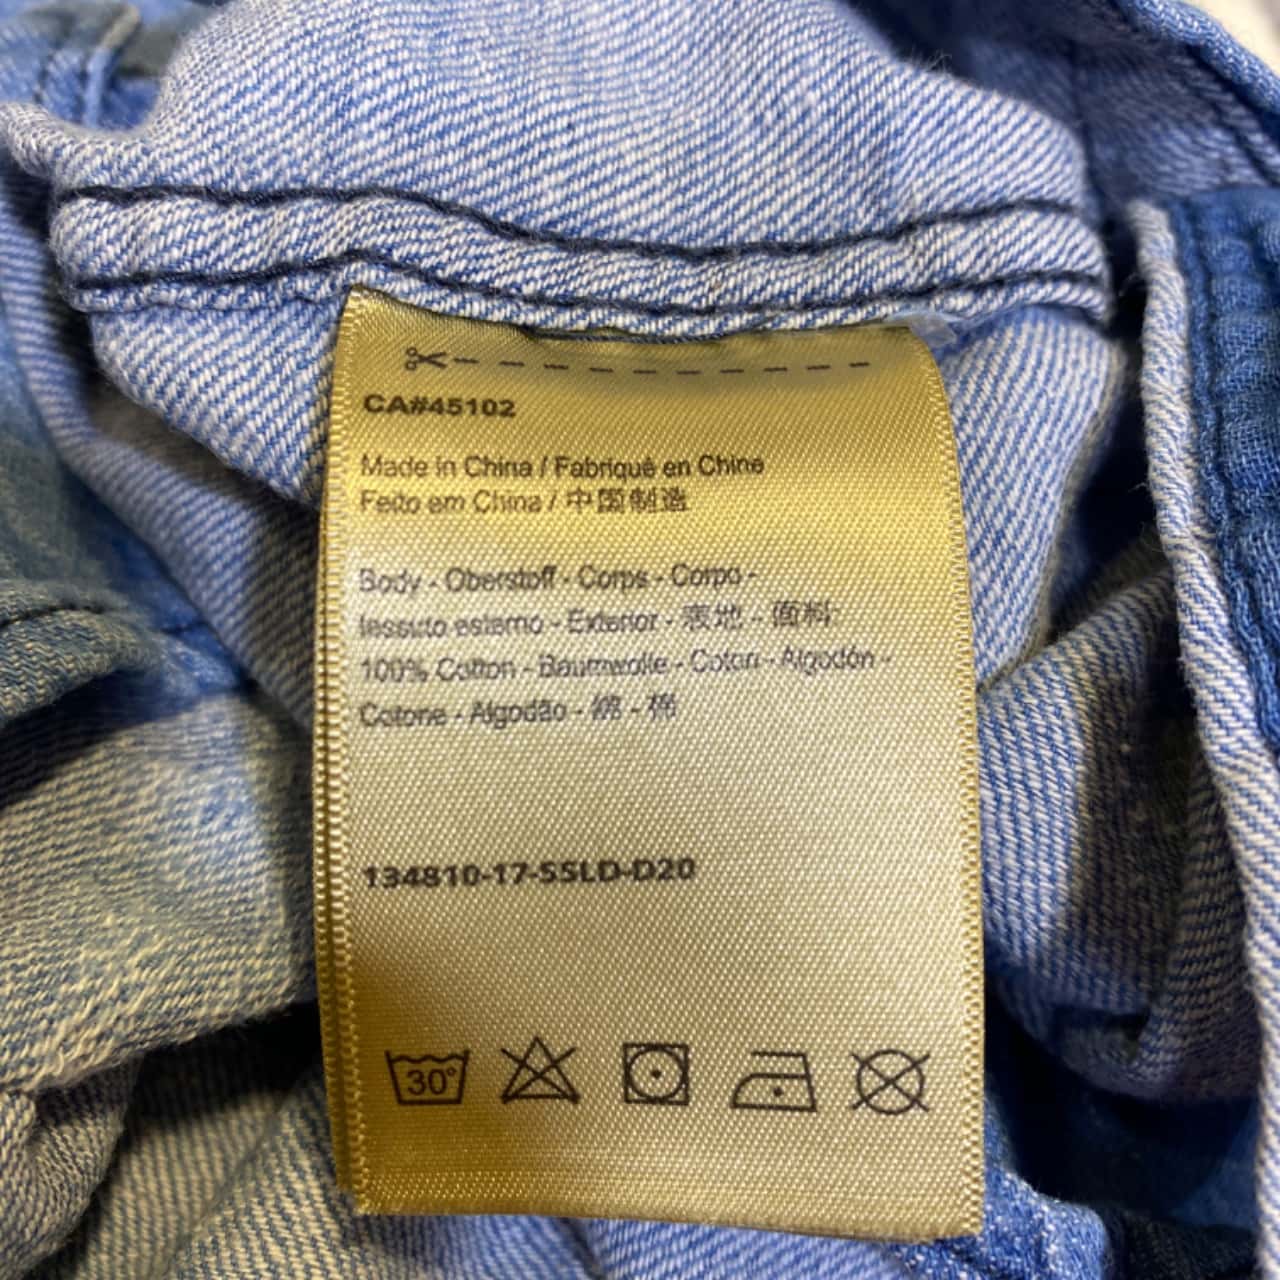 CA#45102
Made in China / Fabriqué en Chine
Feito em China / 中国制造
Body - Oberstoff - Corps - Corpo -
Tessuto esterno - Exterior - 表地 - 面料
100% Cotton - Baumwolle - Coton - Algodón -
Cotone - Algodão - 綿 - 棉
134810-17-SSLD-D20
30°